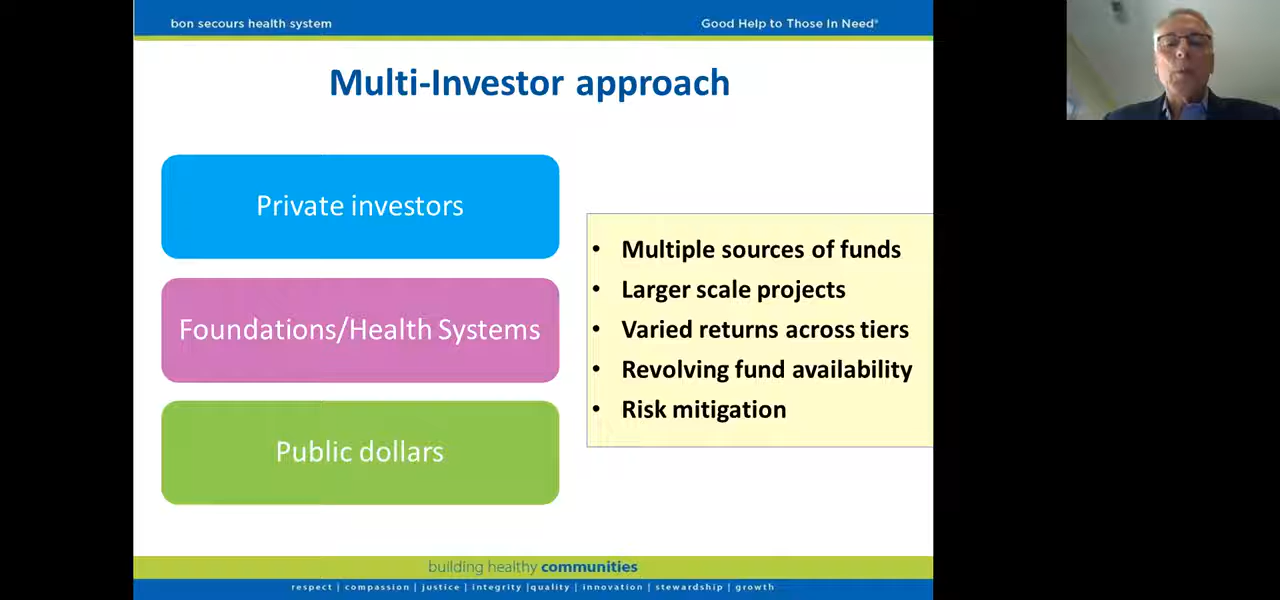 bon secours health system
Good Help to Those In Need®
Multi-Investor approach
Private investors
Foundations/Health Systems
Public dollars
• Multiple sources of funds
• Larger scale projects
• Varied returns across tiers
• Revolving fund availability
• Risk mitigation
building healthy communities
respect | compassion | justice | integrity |quality | innovation | stewardship | growth